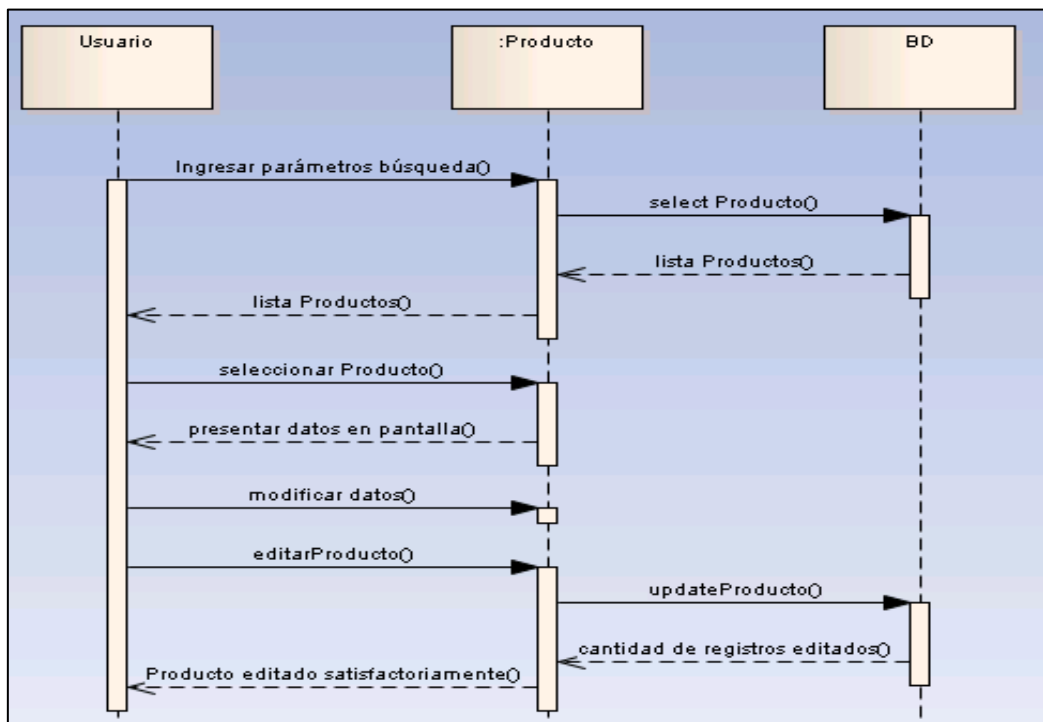 Usuario
:Producto
BD
Ingresar parámetros búsqueda()
select Producto()
lista Productos()
lista Productos()
seleccionar Producto()
presentar datos en pantalla()
modificar datos()
editarProducto()
updateProducto()
cantidad de registros editados()
Producto editado satisfactoriamente()